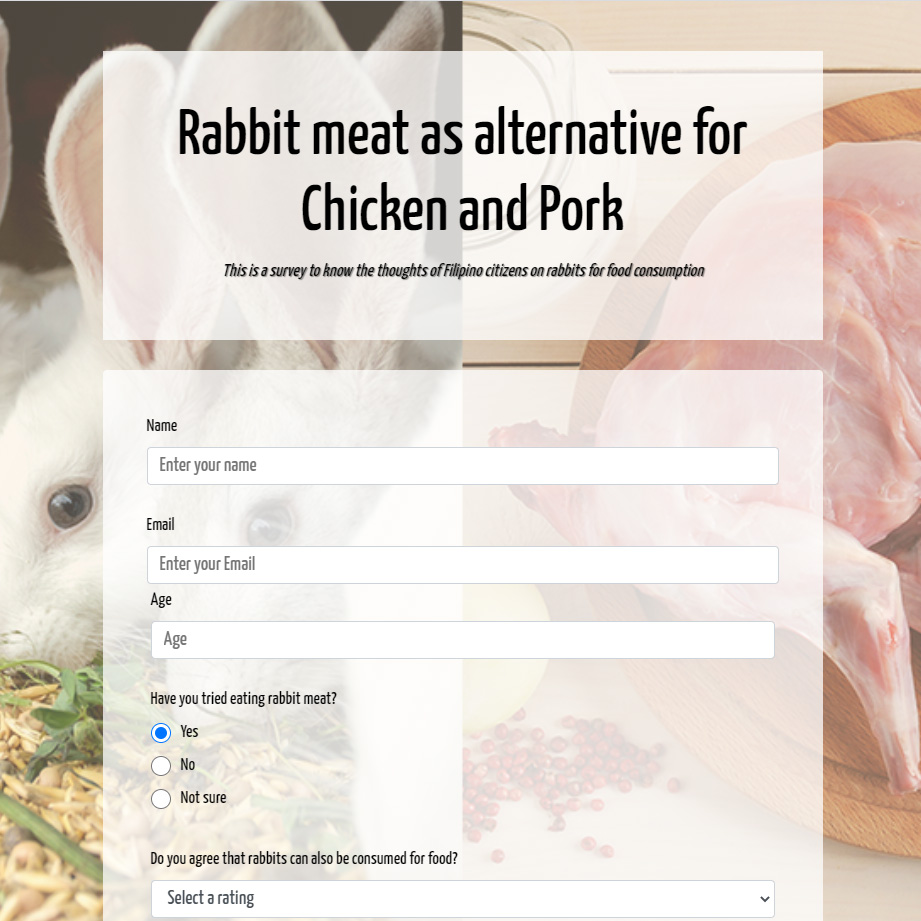 Rabbit meat as alternative for
Chicken and Pork
This is a survey to know the thoughts of Filipino citizens on rabbits for food consumption
Name
Enter your name
Email
Enter your Email
Age
Age
Have you tried eating rabbit meat?
Yes
No
Not sure
Do you agree that rabbits can also be consumed for food?
Select a rating